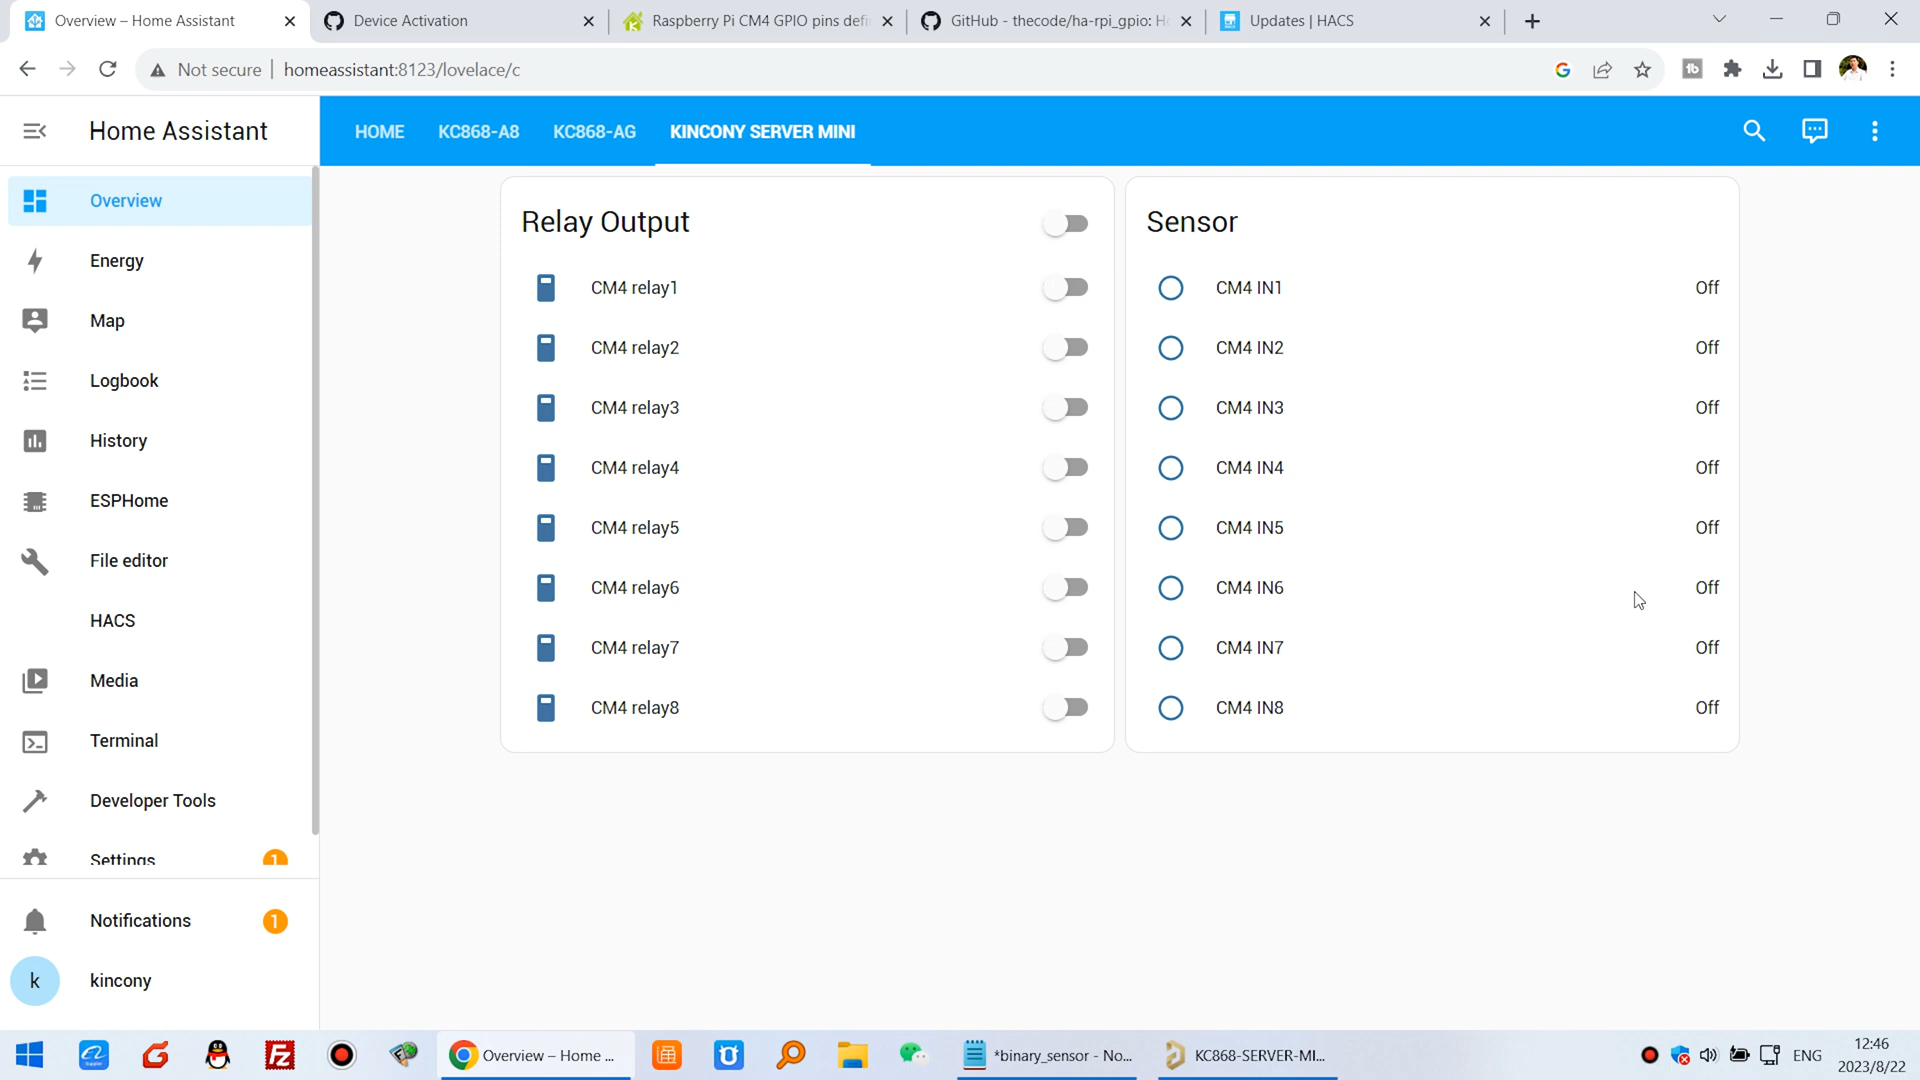 Overview – Home Assistant
Device Activation
Raspberry Pi CM4 GPIO pins defi
GitHub - thecode/ha-rpi_gpio: Ho
Updates | HACS
Not secure
homeassistant:8123/lovelace/c
Home Assistant
HOME
KC868-A8
KC868-AG
KINCONY SERVER MINI
Overview
Energy
Map
Logbook
History
ESPHome
File editor
HACS
Media
Terminal
Developer Tools
Settings
1
Notifications
1
k
kincony
Relay Output
CM4 relay1
CM4 relay2
CM4 relay3
CM4 relay4
CM4 relay5
CM4 relay6
CM4 relay7
CM4 relay8
Sensor
CM4 IN1 Off
CM4 IN2 Off
CM4 IN3 Off
CM4 IN4 Off
CM4 IN5 Off
CM4 IN6 Off
CM4 IN7 Off
CM4 IN8 Off
Overview – Home ...
*binary_sensor - No...
KC868-SERVER-MI...
ENG
12:46
2023/8/22